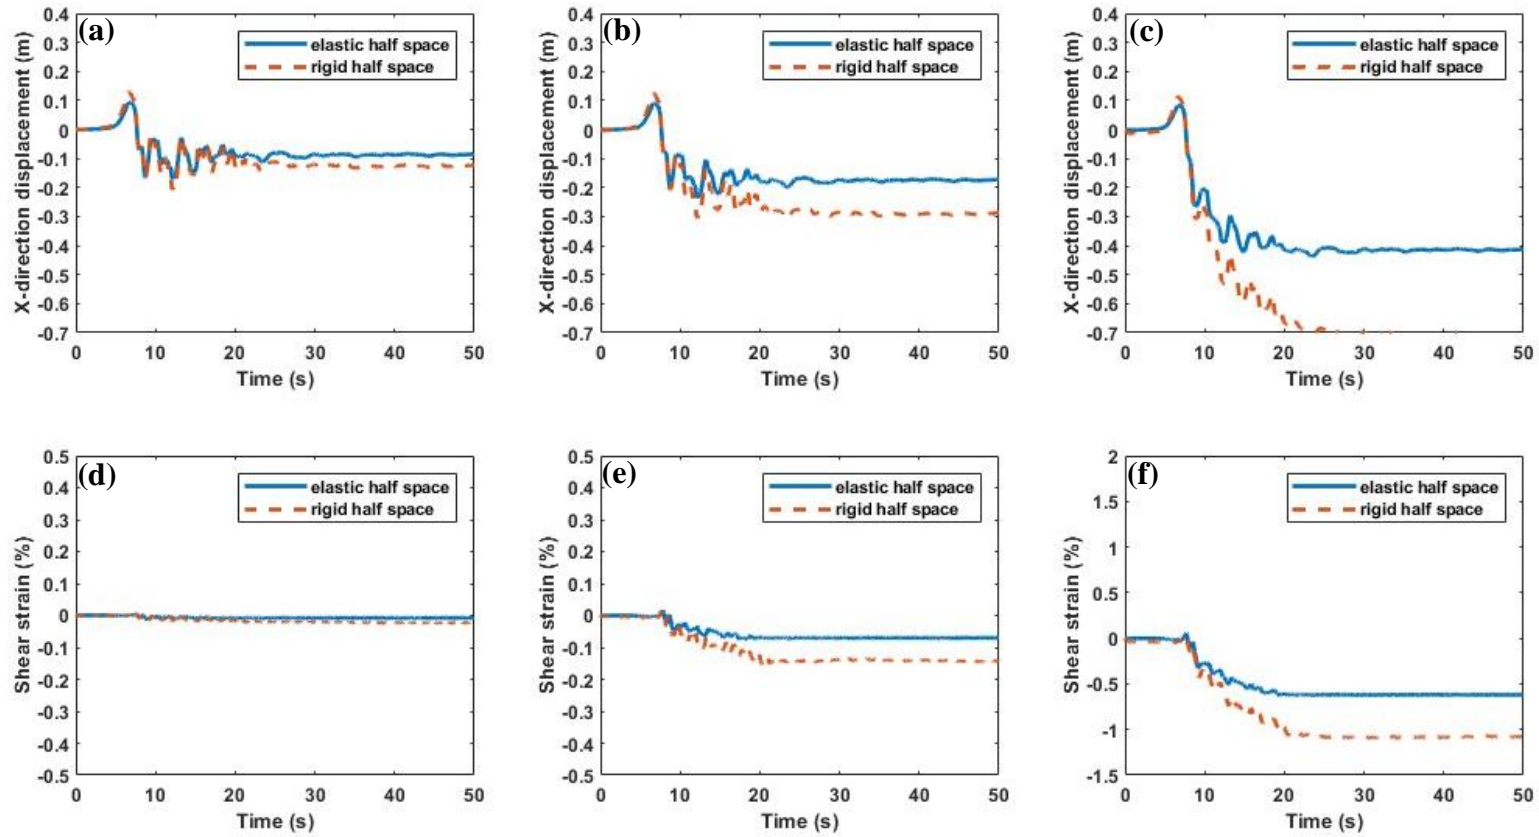 (a)
elastic half space
rigid half space
X-direction displacement (m)
0.4
0.3
0.2
0.1
0
-0.1
-0.2
-0.3
-0.4
-0.5
-0.6
-0.7
0 10 20 30 40 50
Time (s)
(b)
elastic half space
rigid half space
X-direction displacement (m)
0.4
0.3
0.2
0.1
0
-0.1
-0.2
-0.3
-0.4
-0.5
-0.6
-0.7
0 10 20 30 40 50
Time (s)
(c)
elastic half space
rigid half space
X-direction displacement (m)
0.4
0.3
0.2
0.1
0
-0.1
-0.2
-0.3
-0.4
-0.5
-0.6
-0.7
0 10 20 30 40 50
Time (s)
(d)
elastic half space
rigid half space
Shear strain (%)
0.5
0.4
0.3
0.2
0.1
0
-0.1
-0.2
-0.3
-0.4
-0.5
0 10 20 30 40 50
Time (s)
(e)
elastic half space
rigid half space
Shear strain (%)
0.5
0.4
0.3
0.2
0.1
0
-0.1
-0.2
-0.3
-0.4
-0.5
0 10 20 30 40 50
Time (s)
(f)
elastic half space
rigid half space
Shear strain (%)
2
1.5
1
0.5
0
-0.5
-1
-1.5
0 10 20 30 40 50
Time (s)